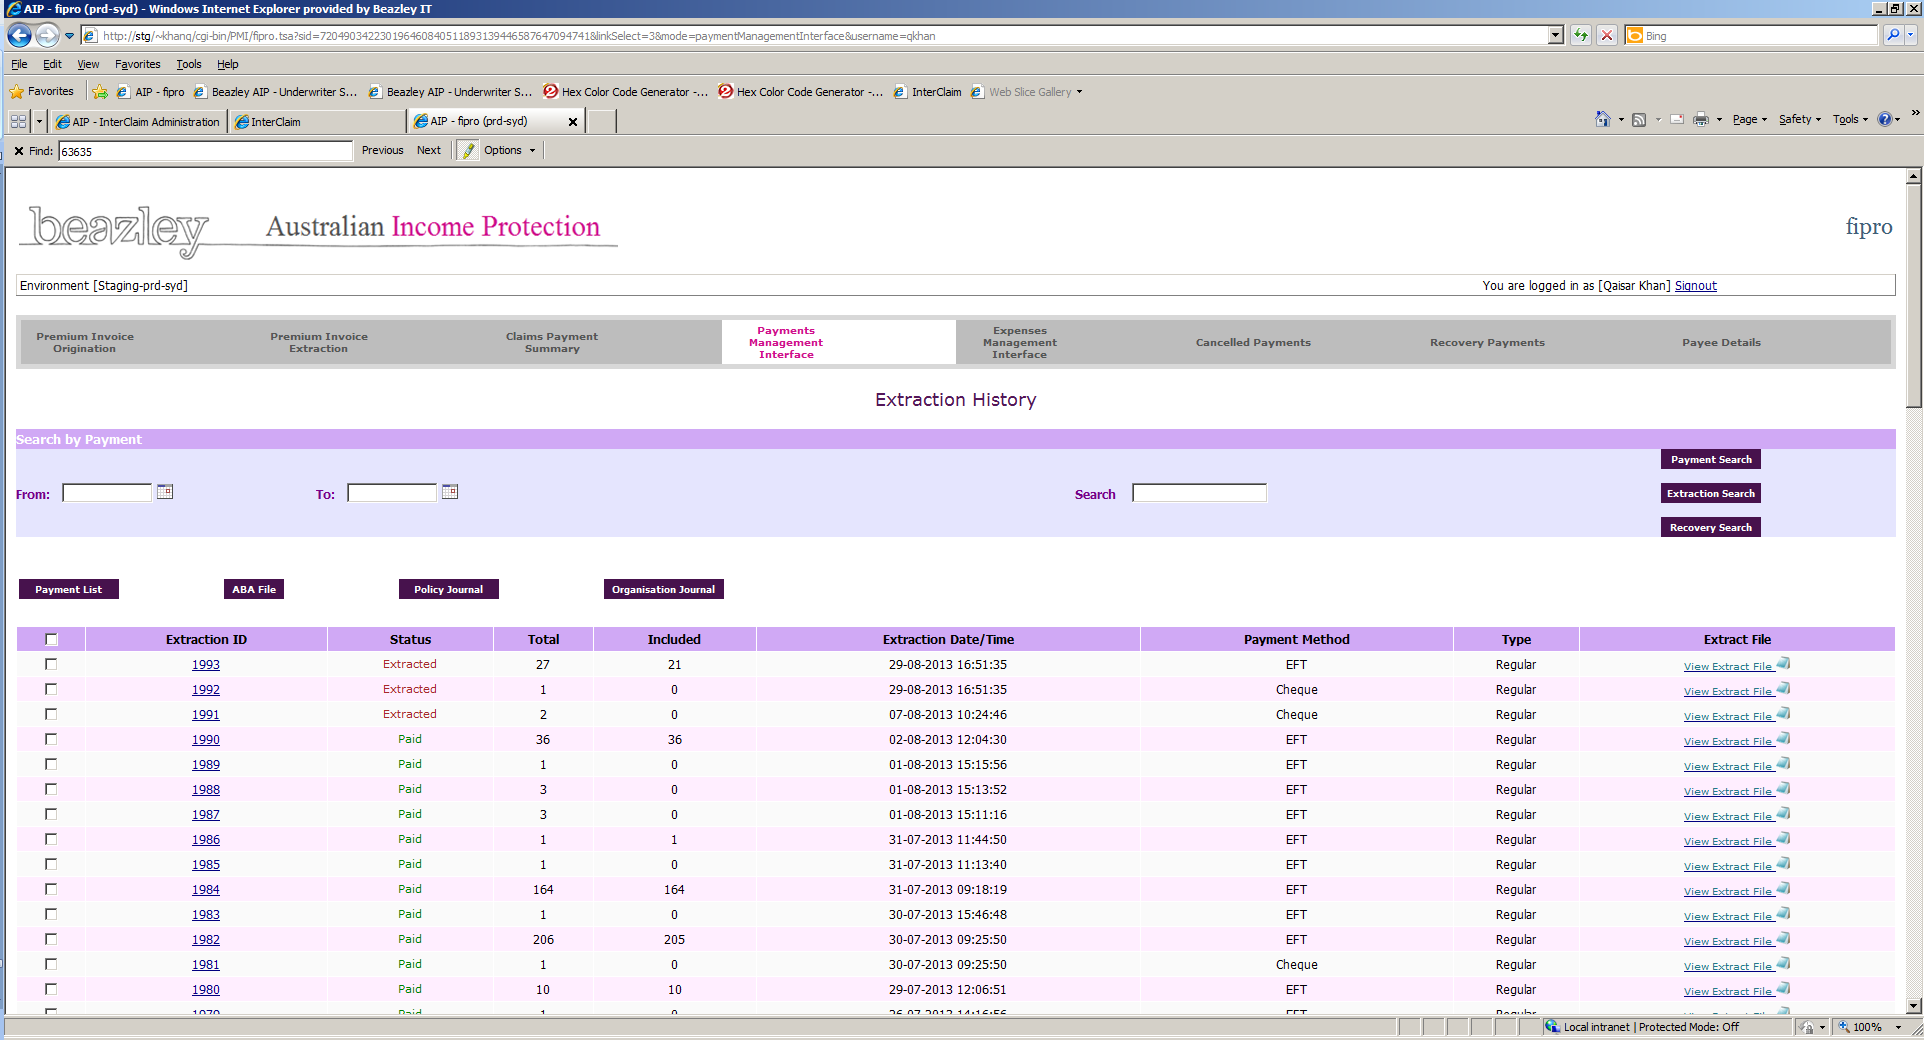 AIP - fipro (prd-syd) - Windows Internet Explorer provided by Beazley IT
http://stg/~khanq/cgi-bin/PMI/fipro.tsa?sid=72049034223019646084051189313944658764709474​1&linkSelect=3&mode=paymentManagementInterface&username=qkhan
Bing
File Edit View Favorites Tools Help
Favorites AIP - fipro Beazley AIP - Underwriter S... Beazley AIP - Underwriter S... Hex Color Code Generator -... Hex Color Code Generator -... InterClaim Web Slice Gallery
AIP - InterClaim Administration InterClaim AIP - fipro (prd-syd) Page Safety Tools
Find: 63635 Previous Next Options
beazley Australian Income Protection fipro
Environment [Staging-prd-syd] You are logged in as [Qaisar Khan] Signout
Premium Invoice Origination Premium Invoice Extraction Claims Payment Summary Payments Management Interface Expenses Management Interface Cancelled Payments Recovery Payments Payee Details
Extraction History
Search by Payment
Payment Search
From: To: Search Extraction Search
Recovery Search
Payment List ABA File Policy Journal Organisation Journal
Extraction ID Status Total Included Extraction Date/Time Payment Method Type Extract File
1993 Extracted 27 21 29-08-2013 16:51:35 EFT Regular View Extract File
1992 Extracted 1 0 29-08-2013 16:51:35 Cheque Regular View Extract File
1991 Extracted 2 0 07-08-2013 10:24:46 Cheque Regular View Extract File
1990 Paid 36 36 02-08-2013 12:04:30 EFT Regular View Extract File
1989 Paid 1 0 01-08-2013 15:15:56 EFT Regular View Extract File
1988 Paid 3 0 01-08-2013 15:13:52 EFT Regular View Extract File
1987 Paid 3 0 01-08-2013 15:11:16 EFT Regular View Extract File
1986 Paid 1 1 31-07-2013 11:44:50 EFT Regular View Extract File
1985 Paid 1 0 31-07-2013 11:13:40 EFT Regular View Extract File
1984 Paid 164 164 31-07-2013 09:18:19 EFT Regular View Extract File
1983 Paid 1 0 30-07-2013 15:46:48 EFT Regular View Extract File
1982 Paid 206 205 30-07-2013 09:25:50 EFT Regular View Extract File
1981 Paid 1 0 30-07-2013 09:25:50 Cheque Regular View Extract File
1980 Paid 10 10 29-07-2013 12:06:51 EFT Regular View Extract File
Local intranet | Protected Mode: Off 100%